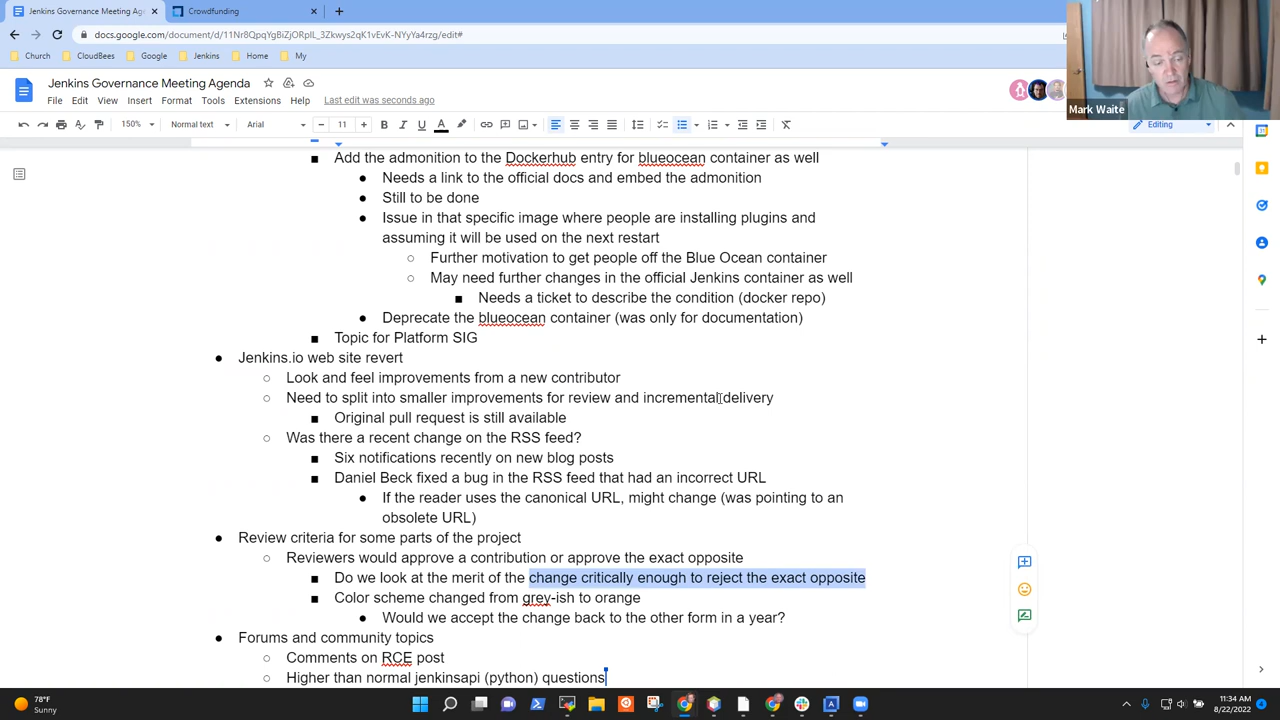 Jenkins Governance Meeting Age
Crowdfunding
docs.google.com/document/d/11Nr8QpqYgBiZjORpIL_3Zkwys2qK1vEvK-NYyYa4rzg/edit#
Church
CloudBees
Google
Jenkins
Home
My
Jenkins Governance Meeting Agenda
File Edit View Insert Format Tools Extensions Help Last edit was seconds ago
150% Normal text Arial 11 Editing
Mark Waite
Add the admonition to the Dockerhub entry for blueocean container as well
Needs a link to the official docs and embed the admonition
Still to be done
Issue in that specific image where people are installing plugins and
assuming it will be used on the next restart
Further motivation to get people off the Blue Ocean container
May need further changes in the official Jenkins container as well
Needs a ticket to describe the condition (docker repo)
Deprecate the blueocean container (was only for documentation)
Topic for Platform SIG
Jenkins.io web site revert
Look and feel improvements from a new contributor
Need to split into smaller improvements for review and incremental delivery
Original pull request is still available
Was there a recent change on the RSS feed?
Six notifications recently on new blog posts
Daniel Beck fixed a bug in the RSS feed that had an incorrect URL
If the reader uses the canonical URL, might change (was pointing to an
obsolete URL)
Review criteria for some parts of the project
Reviewers would approve a contribution or approve the exact opposite
Do we look at the merit of the change critically enough to reject the exact opposite
Color scheme changed from grey-ish to orange
Would we accept the change back to the other form in a year?
Forums and community topics
Comments on RCE post
Higher than normal jenkinsapi (python) questions
78°F
Sunny
11:34 AM
8/22/2022